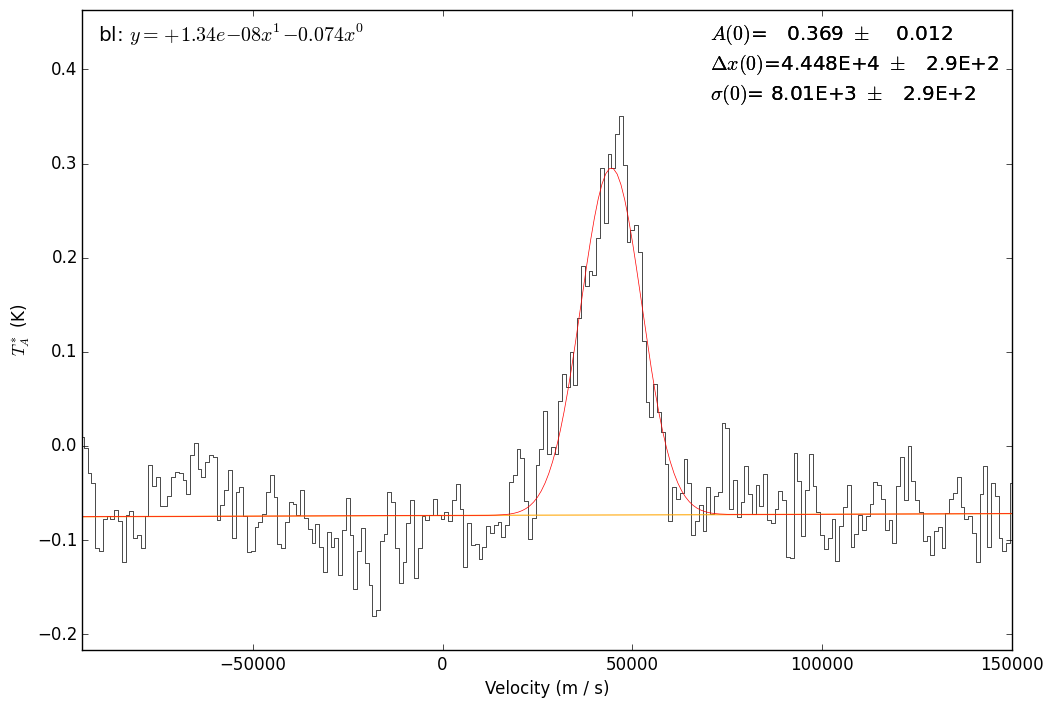 bl: y = +1.34e−08x¹−0.074x⁰
A(0)= 0.369 ± 0.012
Δx(0)=4.448E+4 ± 2.9E+2
σ(0)= 8.01E+3 ± 2.9E+2
0.4
0.3
0.2
0.1
0.0
−0.1
−0.2
T*A (K)
−50000 0 50000 100000 150000
Velocity (m / s)